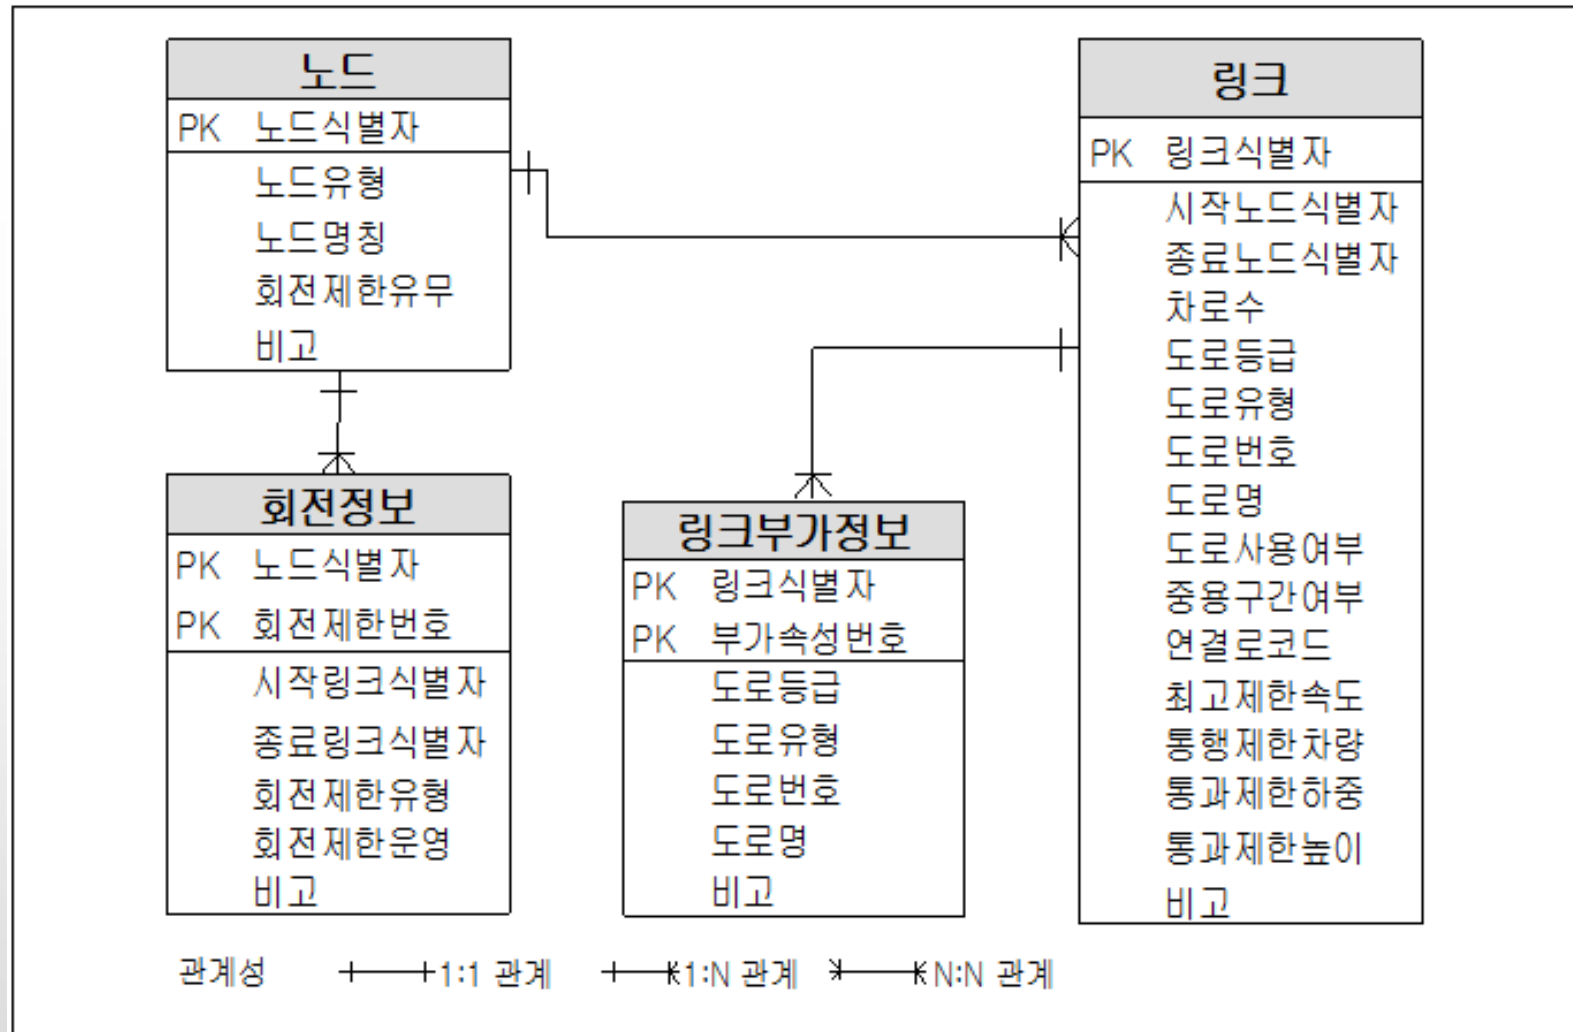 노드
PK 노드식별자
노드유형
노드명칭
회전제한유무
비고
링크
PK 링크식별자
시작노드식별자
종료노드식별자
차로수
도로등급
도로유형
도로번호
도로명
도로사용여부
중용구간여부
연결로코드
최고제한속도
통행제한차량
통과제한하중
통과제한높이
비고
회전정보
PK 노드식별자
PK 회전제한번호
시작링크식별자
종료링크식별자
회전제한유형
회전제한운영
비고
링크부가정보
PK 링크식별자
PK 부가속성번호
도로등급
도로유형
도로번호
도로명
비고
관계성 1:1 관계 1:N 관계 N:N 관계